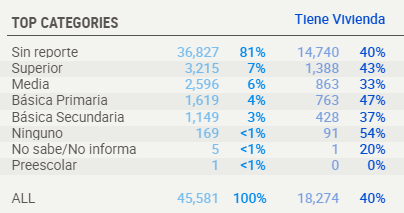 TOP CATEGORIES Tiene Vivienda
Sin reporte 36,827 81% 14,740 40%
Superior 3,215 7% 1,388 43%
Media 2,596 6% 863 33%
Básica Primaria 1,619 4% 763 47%
Básica Secundaria 1,149 3% 428 37%
Ninguno 169 <1% 91 54%
No sabe/No informa 5 <1% 1 20%
Preescolar 1 <1% 0 0%
ALL 45,581 100% 18,274 40%